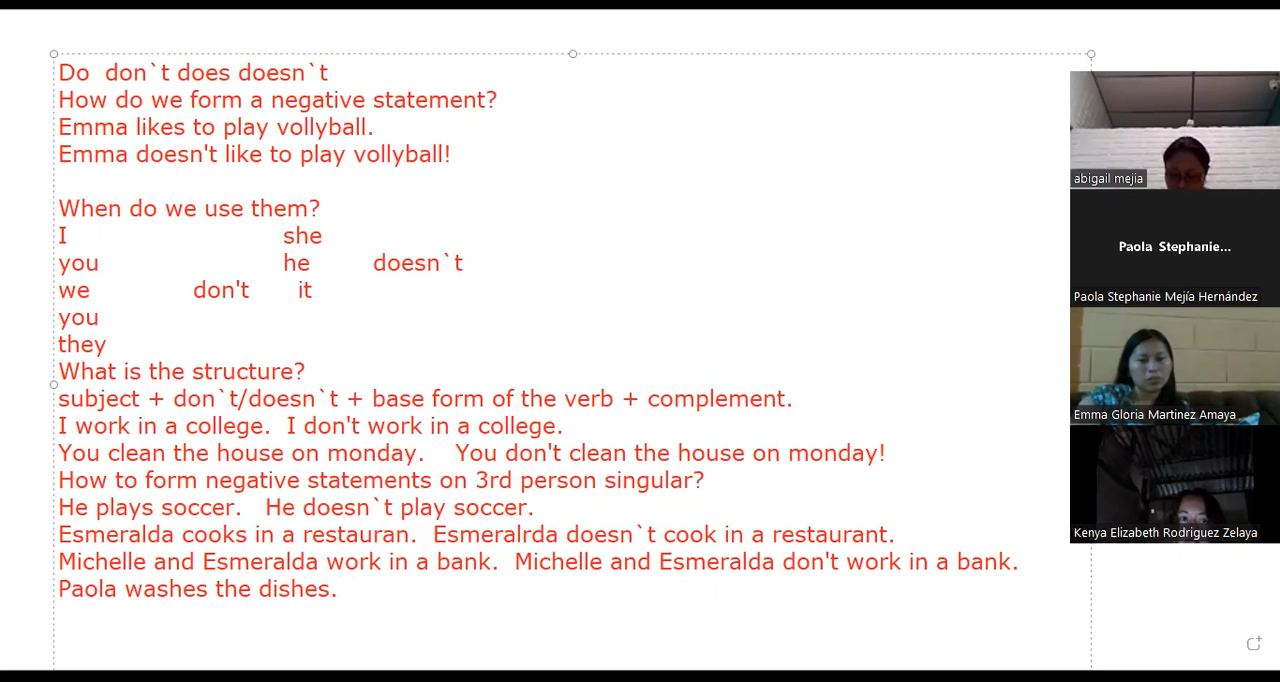 Do  don`t does doesn`t
How do we form a negative statement?
Emma likes to play vollyball.
Emma doesn't like to play vollyball!
When do we use them?
I she
you he doesn`t
we don't it
you
they
What is the structure?
subject + don`t/doesn`t + base form of the verb + complement.
I work in a college.  I don't work in a college.
You clean the house on monday.    You don't clean the house on monday!
How to form negative statements on 3rd person singular?
He plays soccer.   He doesn`t play soccer.
Esmeralda cooks in a restauran.  Esmeralrda doesn`t cook in a restaurant.
Michelle and Esmeralda work in a bank.  Michelle and Esmeralda don't work in a bank.
Paola washes the dishes.
abigail mejia
Paola Stephanie...
Paola Stephanie Mejía Hernández
Emma Gloria Martinez Amaya
Kenya Elizabeth Rodriguez Zelaya